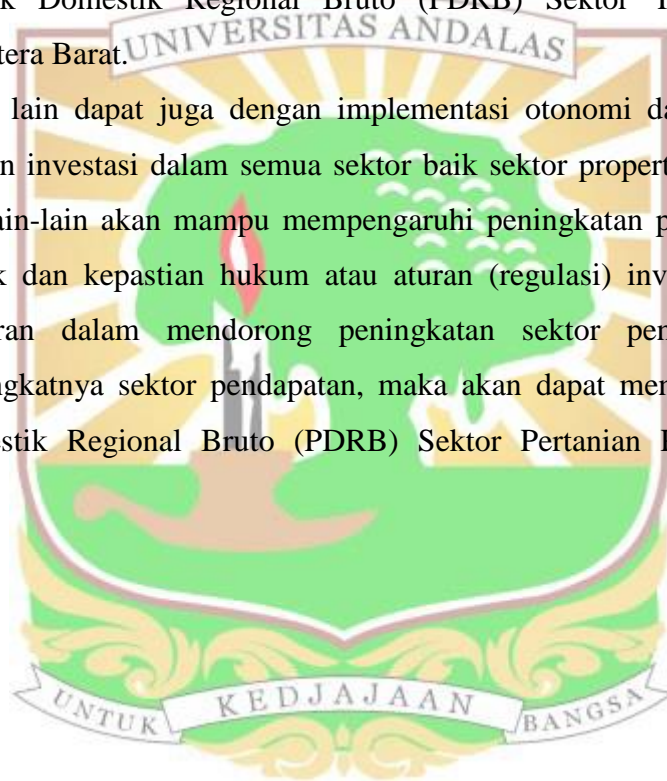 k Domestik Regional Bruto (PDRB) Sektor
tera Barat.
UNIVERSITAS ANDALAS
lain dapat juga dengan implementasi otonomi da
n investasi dalam semua sektor baik sektor propert
ain-lain akan mampu mempengaruhi peningkatan p
k dan kepastian hukum atau aturan (regulasi) inv
ran dalam mendorong peningkatan sektor pen
ngkatnya sektor pendapatan, maka akan dapat men
estik Regional Bruto (PDRB) Sektor Pertanian
UNTUK KEDJAJAAN BANGSA